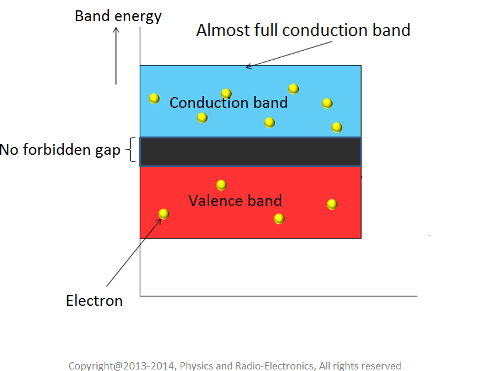 Band energy
Almost full conduction band
Conduction band
No forbidden gap
Valence band
Electron
Copyright@2013-2014, Physics and Radio-Electronics, All rights reserved